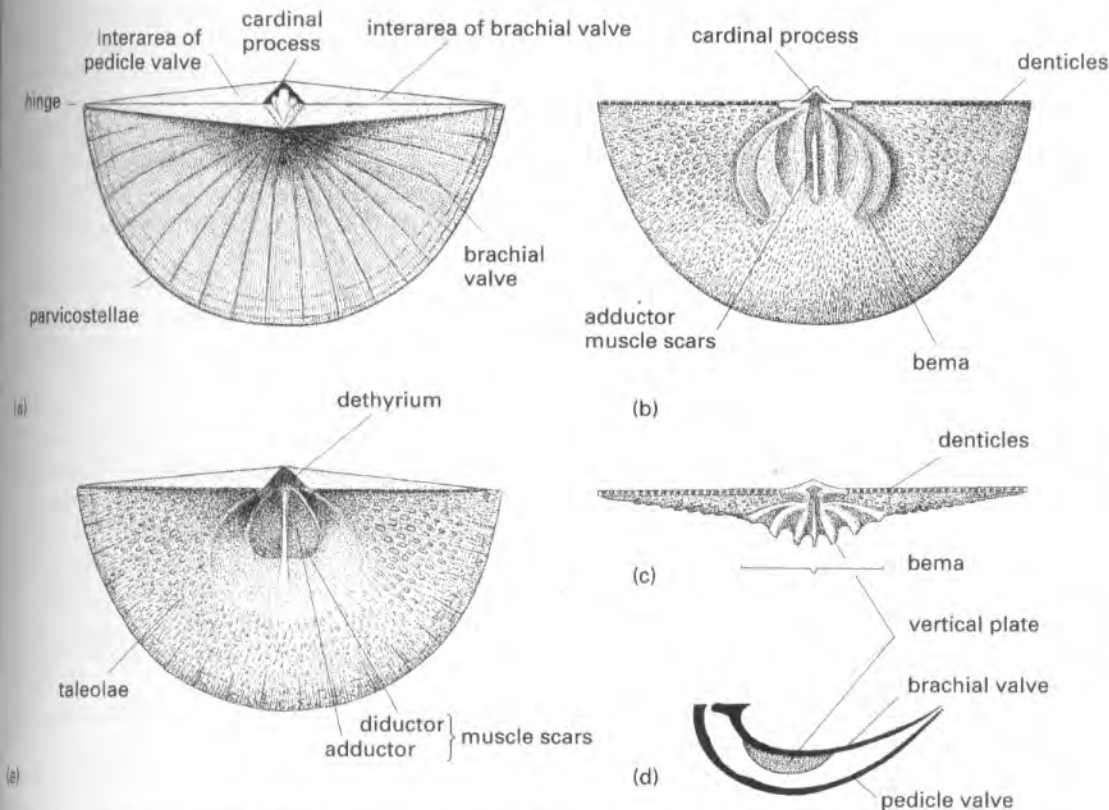 cardinal
process
interarea of
pedicle valve
interarea of brachial valve
hinge
brachial
valve
parvicostellae
(a)
cardinal process
denticles
adductor
muscle scars
bema
(b)
dethyrium
taleolae
diductor
adductor
muscle scars
(e)
denticles
(c)
bema
vertical plate
brachial valve
(d)
pedicle valve